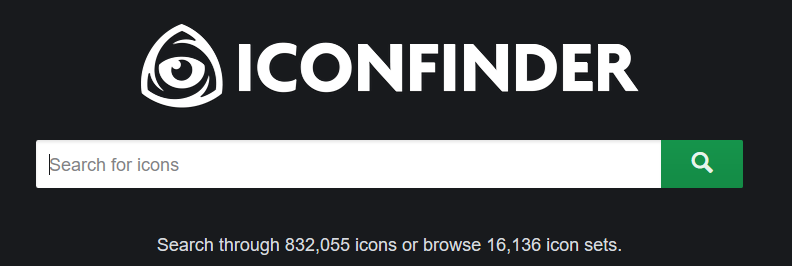 ICONFINDER
Search for icons
Search through 832,055 icons or browse 16,136 icon sets.